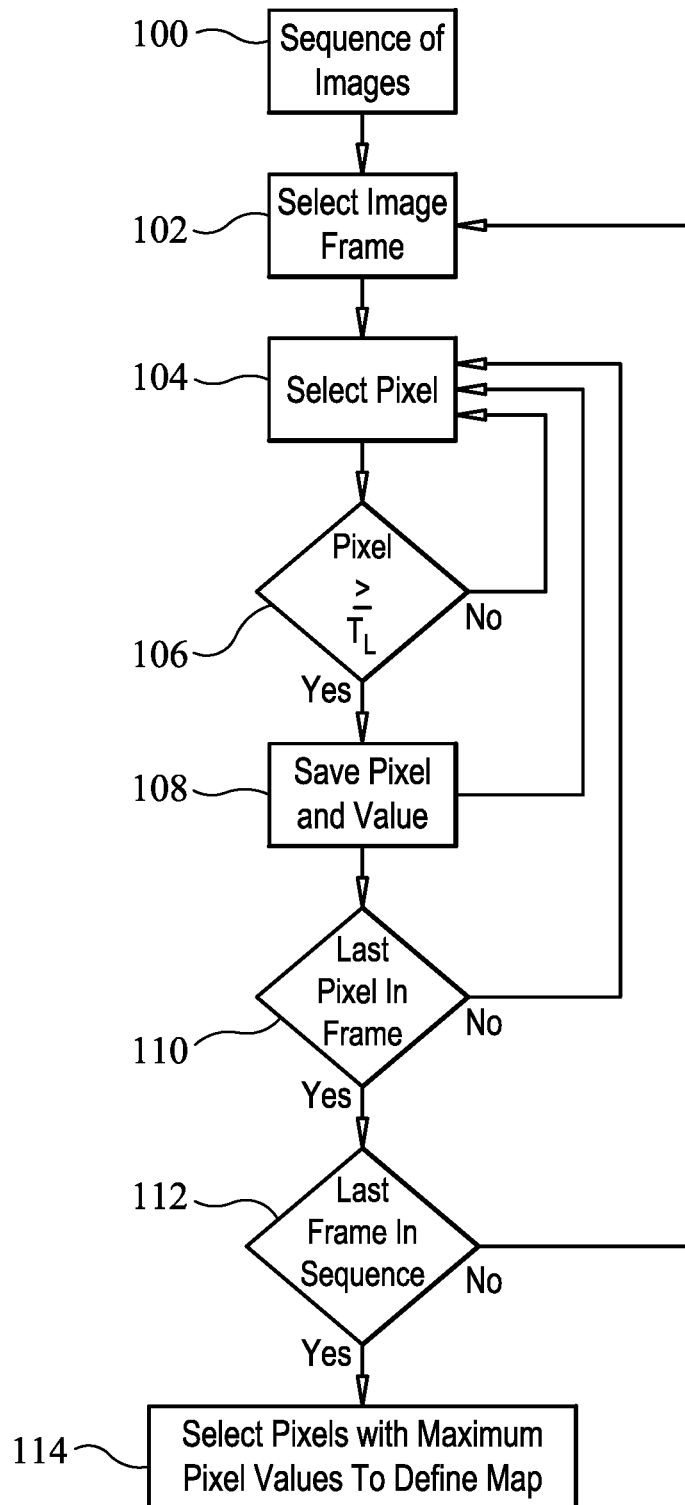 100
Sequence of
Images
102
Select Image
Frame
104
Select Pixel
Pixel
≥
T_L
106
No
Yes
108
Save Pixel
and Value
Last
Pixel In
Frame
110
No
Yes
112
Last
Frame In
Sequence
No
Yes
114
Select Pixels with Maximum
Pixel Values To Define Map